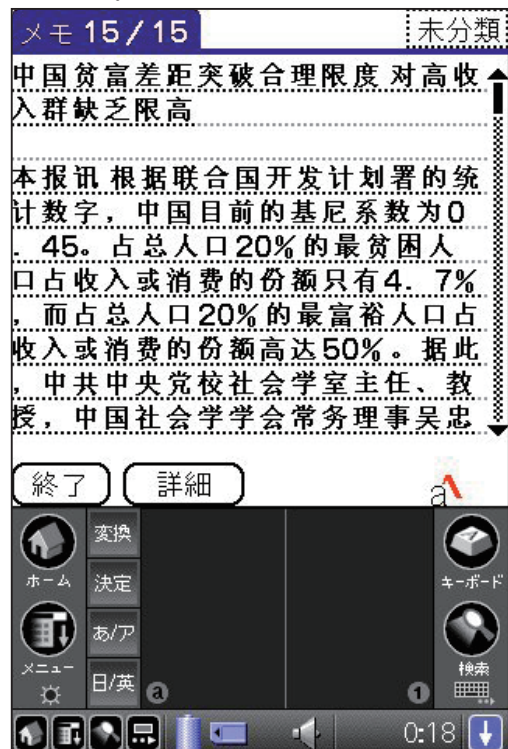 メモ 15/15
未分類
中国贫富差距突破合理限度 对高收
入群缺乏限高
本报讯 根据联合国开发计划署的统
计数字，中国目前的基尼系数为0
．45。占总人口20%的最贫困人
口占收入或消费的份额只有4．7%
，而占总人口20%的最富裕人口占
收入或消费的份额高达50%。据此
，中共中央党校社会学室主任、教
授，中国社会学学会常务理事吴忠
終了
詳細
a
ホーム
変換
決定
あ/ア
日/英
メニュー
キーボード
検索
a
1
0:18